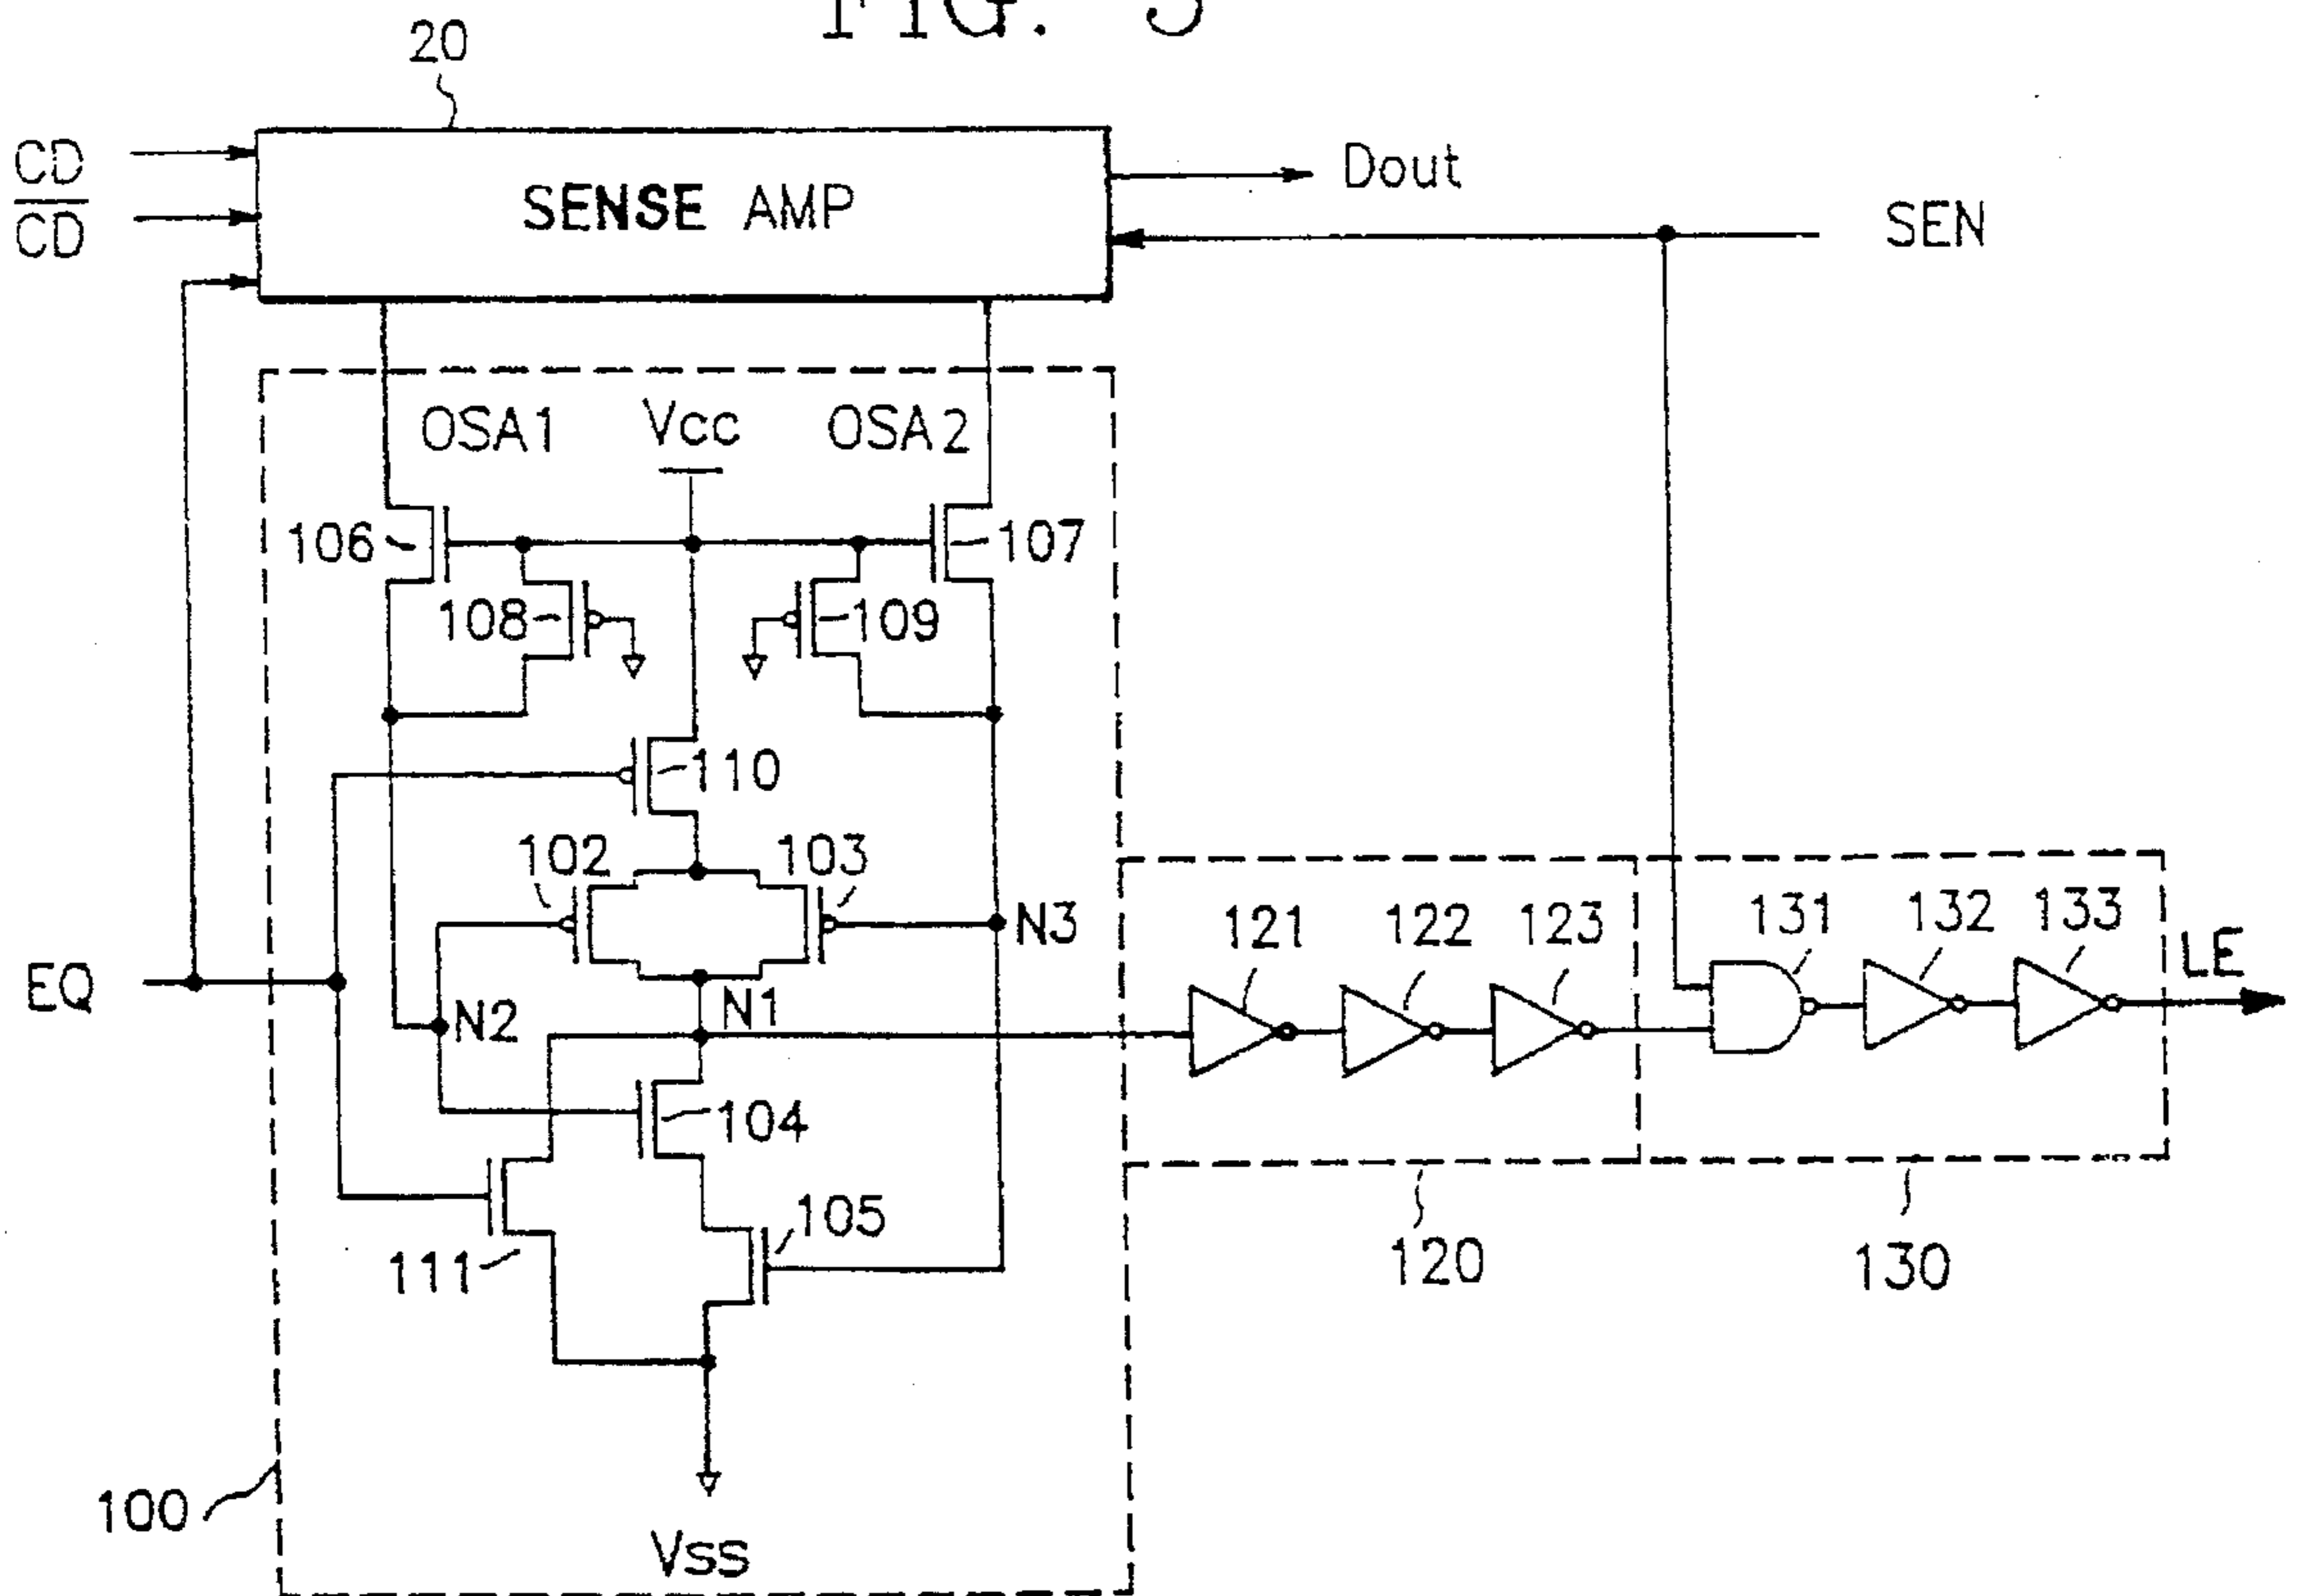 FIG. 5
20
CD
C̅D̅
SENSE AMP
Dout
SEN
OSA1
Vcc
OSA2
106
107
108
109
110
102
103
N3
EQ
N2
N1
121
122
123
131
132
133
LE
104
105
111
120
130
100
Vss